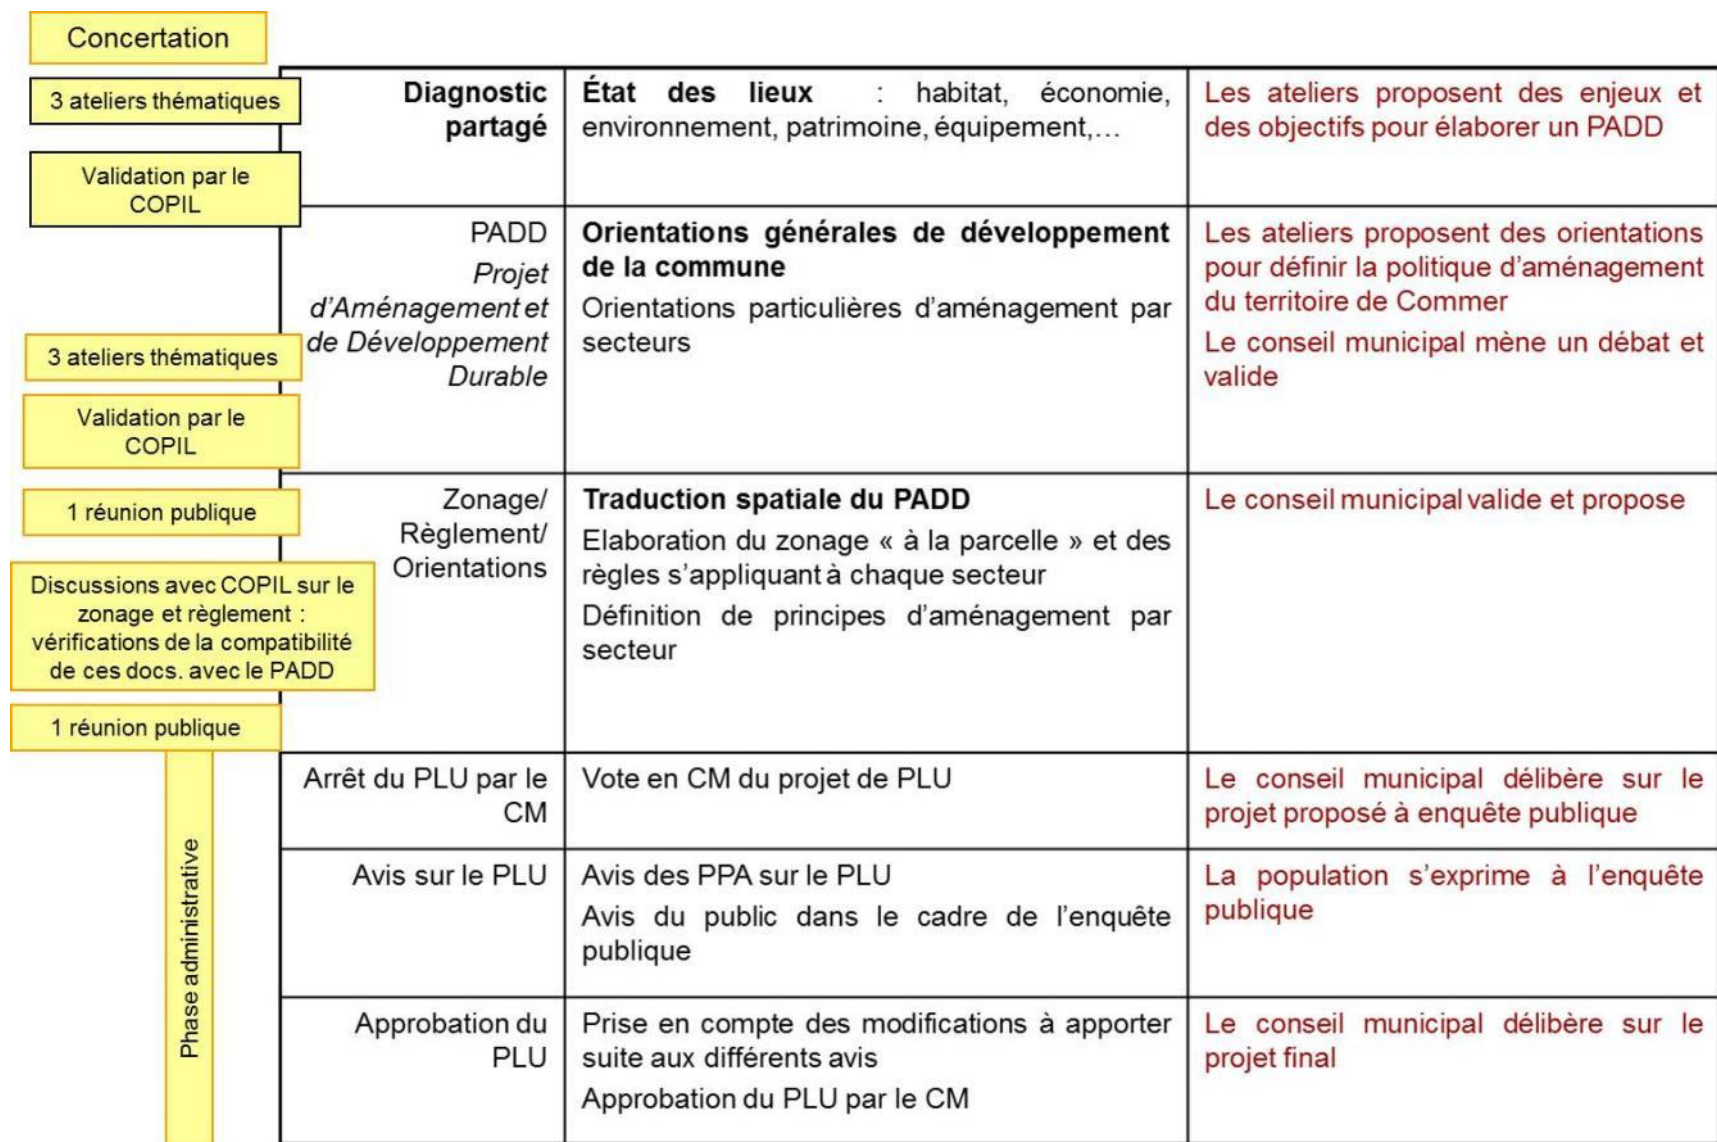 Concertation
3 ateliers thématiques
Validation par le
COPIL
Diagnostic
partagé
État des lieux : habitat, économie,
environnement, patrimoine, équipement,…
Les ateliers proposent des enjeux et
des objectifs pour élaborer un PADD
PADD
Projet
d’Aménagement et
de Développement
Durable
3 ateliers thématiques
Validation par le
COPIL
Orientations générales de développement
de la commune
Orientations particulières d’aménagement par
secteurs
Les ateliers proposent des orientations
pour définir la politique d’aménagement
du territoire de Commer
Le conseil municipal mène un débat et
valide
1 réunion publique
Discussions avec COPIL sur le
zonage et règlement :
vérifications de la compatibilité
de ces docs. avec le PADD
1 réunion publique
Zonage/
Règlement/
Orientations
Traduction spatiale du PADD
Elaboration du zonage « à la parcelle » et des
règles s’appliquant à chaque secteur
Définition de principes d’aménagement par
secteur
Le conseil municipal valide et propose
Phase administrative
Arrêt du PLU par le
CM
Vote en CM du projet de PLU
Le conseil municipal délibère sur le
projet proposé à enquête publique
Avis sur le PLU
Avis des PPA sur le PLU
Avis du public dans le cadre de l’enquête
publique
La population s’exprime à l’enquête
publique
Approbation du
PLU
Prise en compte des modifications à apporter
suite aux différents avis
Approbation du PLU par le CM
Le conseil municipal délibère sur le
projet final